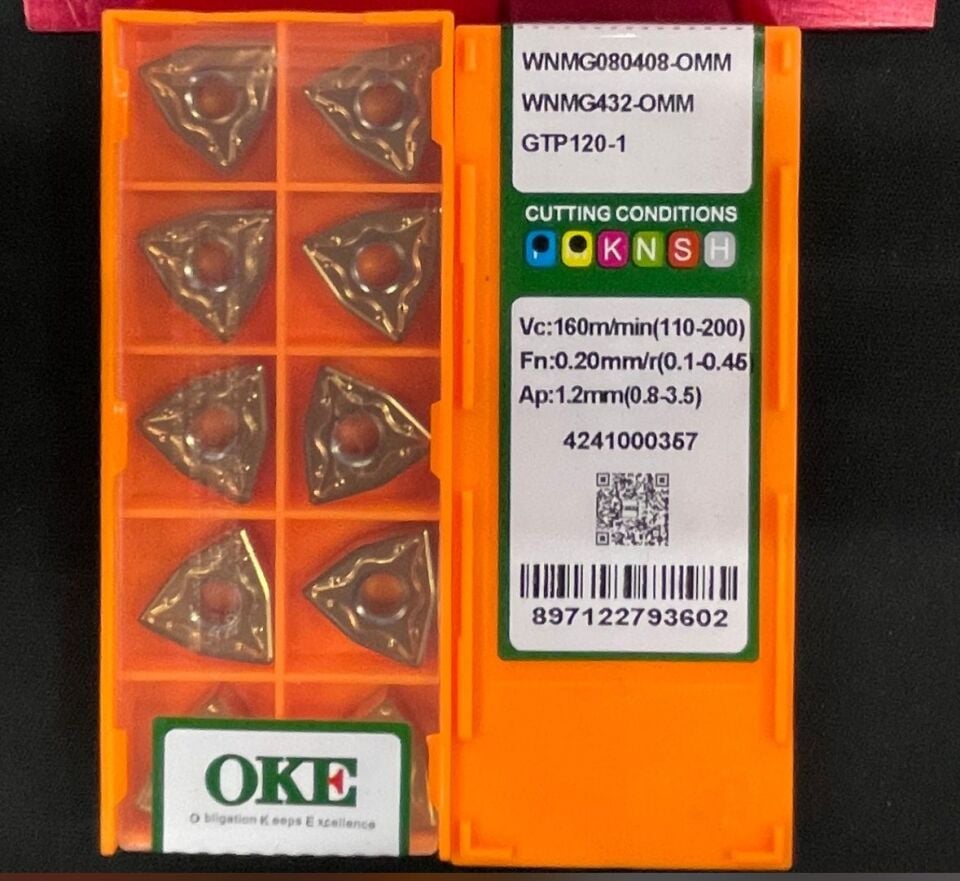 WNMG080408-OMM
WNMG432-OMM
GTP120-1
CUTTING CONDITIONS
K N S H
Vc:160m/min(110-200)
Fn:0.20mm/r(0.1-0.45
Ap:1.2mm(0.8-3.5)
4241000357
897122793602
OKE
O bligation K eeps E xcellence